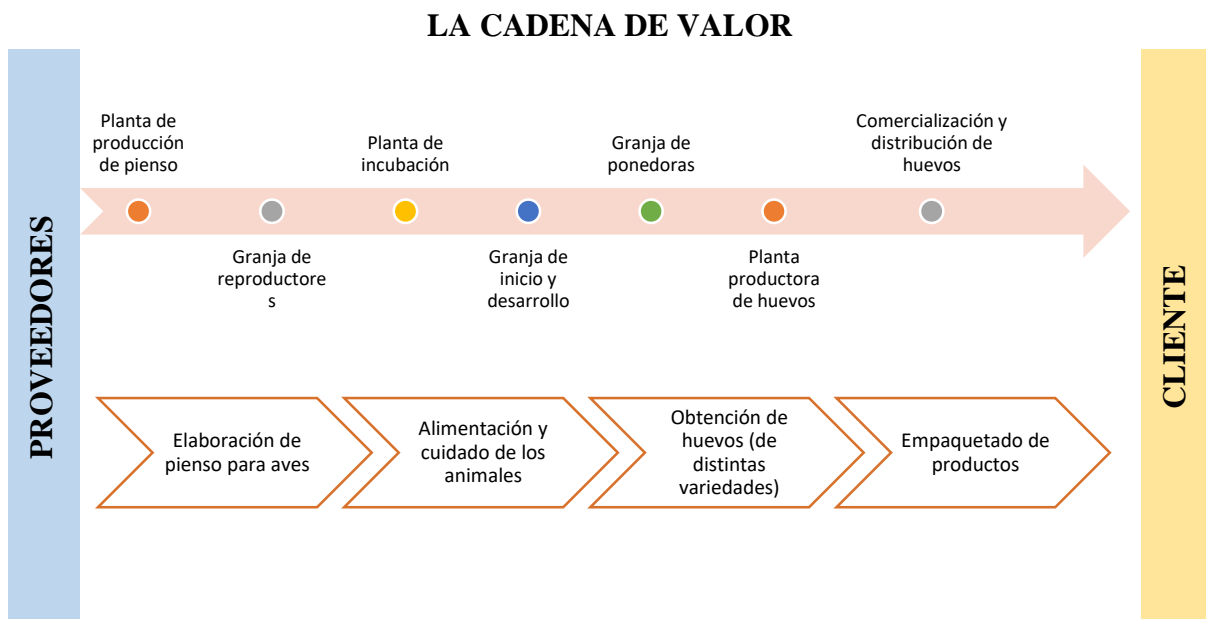 LA CADENA DE VALOR
PROVEEDORES
Planta de
producción
de pienso
Granja de
reproductore
s
Planta de
incubación
Granja de
inicio y
desarrollo
Granja de
ponedoras
Planta
productora
de huevos
Comercialización y
distribución de
huevos
Elaboración de
pienso para aves
Alimentación y
cuidado de los
animales
Obtención de
huevos (de
distintas
variedades)
Empaquetado de
productos
CLIENTE